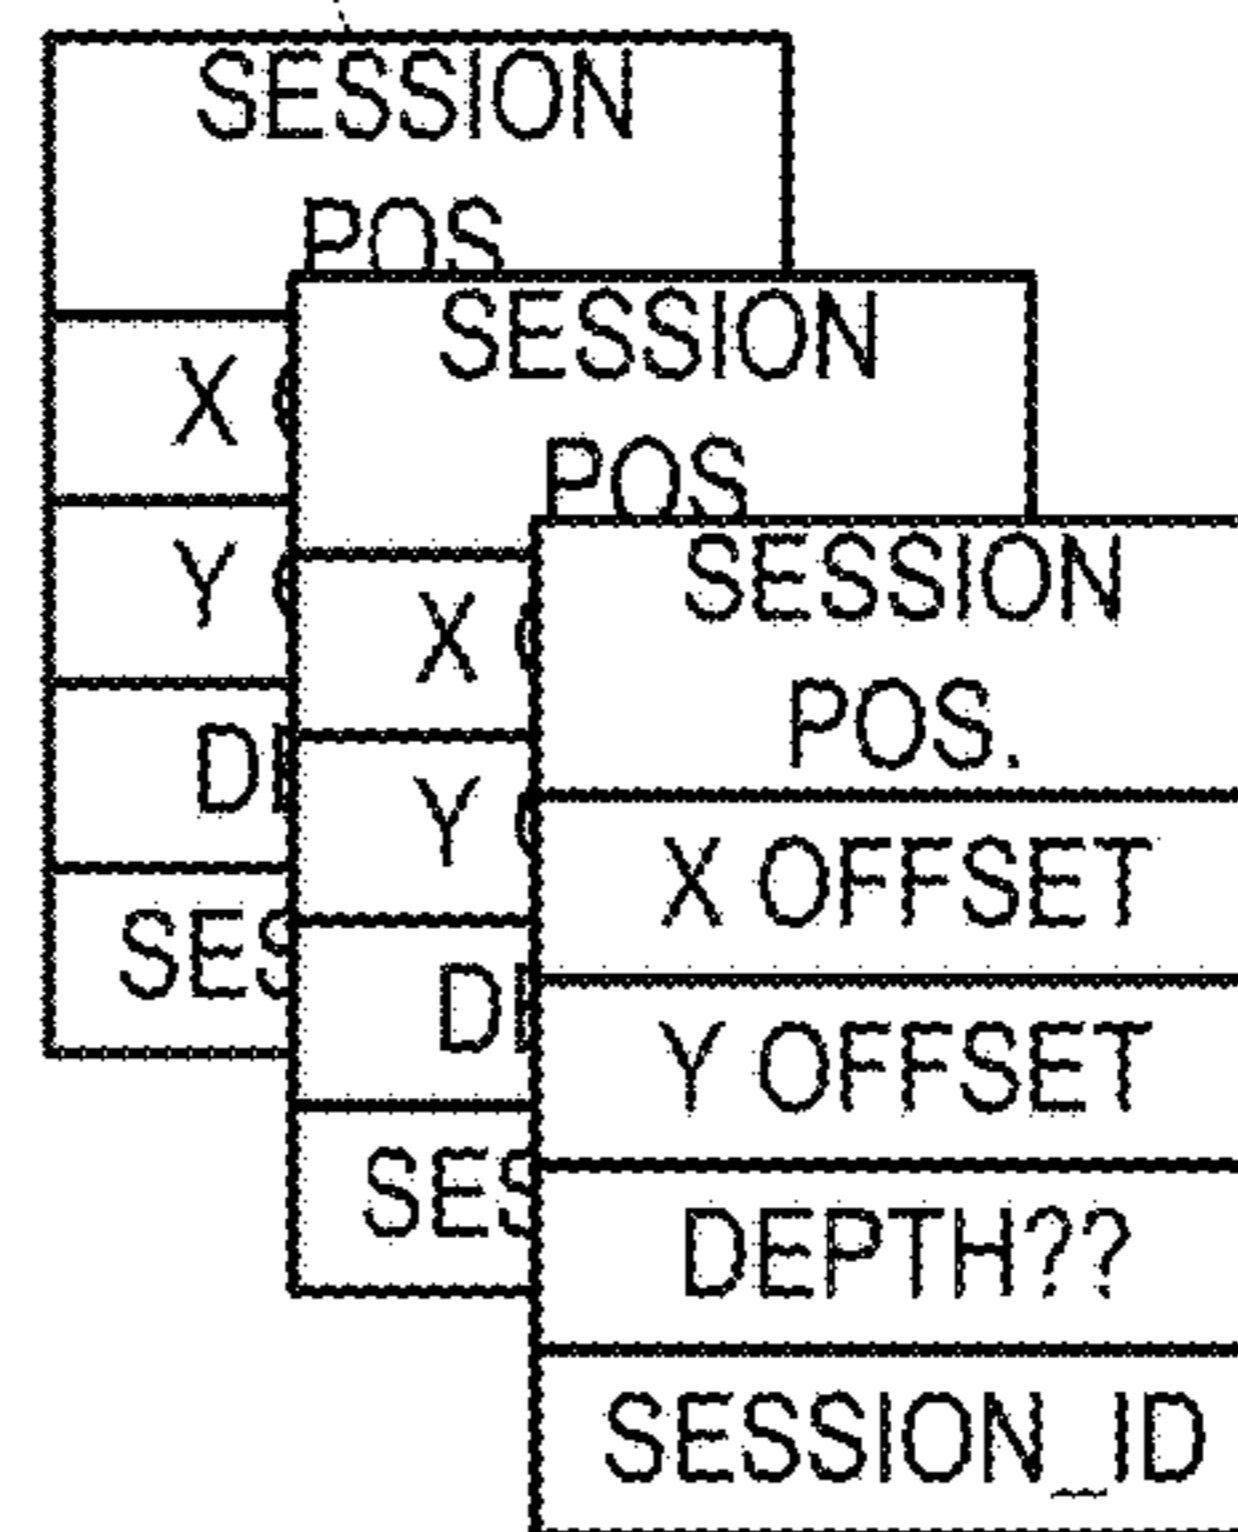 SESSION
POS
X
Y
SESSION
POS
X
Y
SESSION
POS.
X OFFSET
Y OFFSET
DEPTH??
SESSION_ID